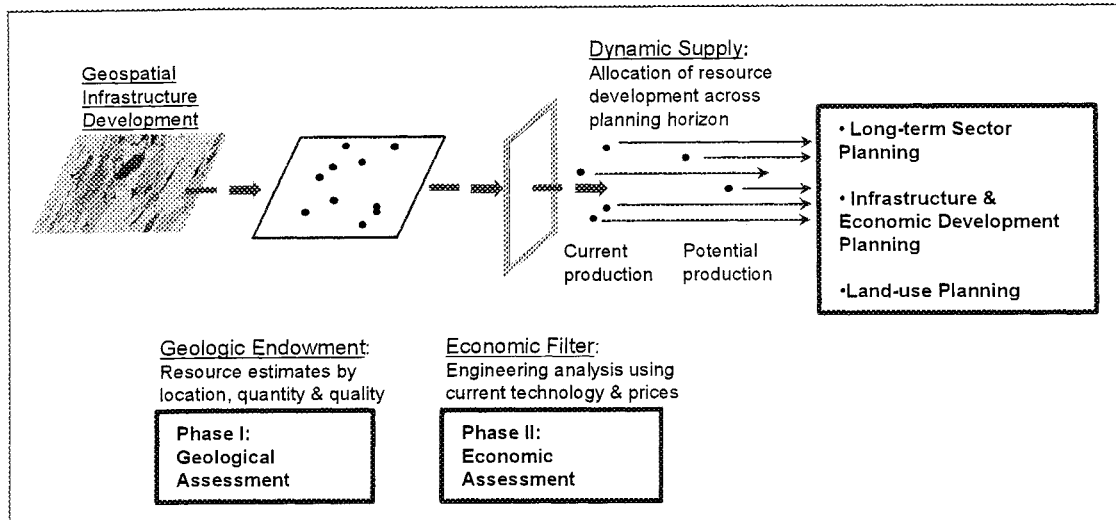 Geospatial
Infrastructure
Development
Dynamic Supply:
Allocation of resource
development across
planning horizon
Current
production
Potential
production
• Long-term Sector
Planning
• Infrastructure &
Economic Development
Planning
•Land-use Planning
Geologic Endowment:
Resource estimates by
location, quantity & quality
Phase I:
Geological
Assessment
Economic Filter:
Engineering analysis using
current technology & prices
Phase II:
Economic
Assessment